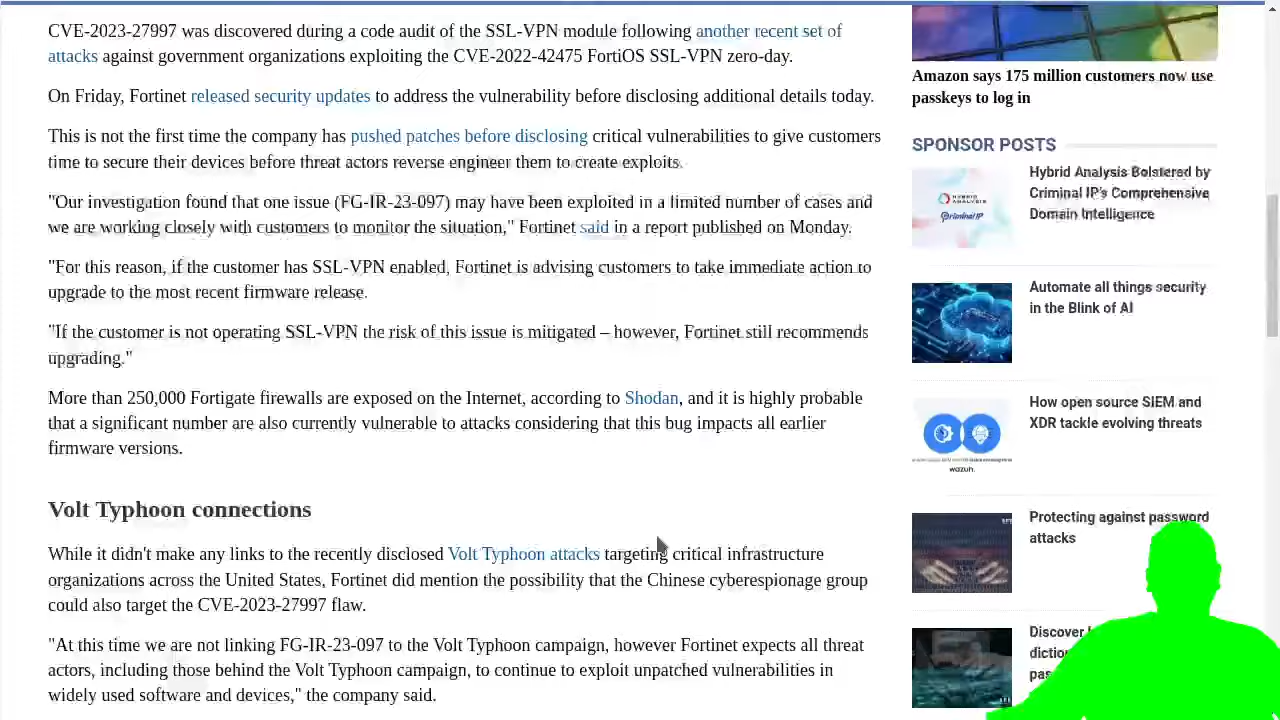 CVE-2023-27997 was discovered during a code audit of the SSL-VPN module following another recent set of
attacks against government organizations exploiting the CVE-2022-42475 FortiOS SSL-VPN zero-day.
On Friday, Fortinet released security updates to address the vulnerability before disclosing additional details today.
This is not the first time the company has pushed patches before disclosing critical vulnerabilities to give customers
time to secure their devices before threat actors reverse engineer them to create exploits.
"Our investigation found that one issue (FG-IR-23-097) may have been exploited in a limited number of cases and
we are working closely with customers to monitor the situation," Fortinet said in a report published on Monday.
"For this reason, if the customer has SSL-VPN enabled, Fortinet is advising customers to take immediate action to
upgrade to the most recent firmware release.
"If the customer is not operating SSL-VPN the risk of this issue is mitigated – however, Fortinet still recommends
upgrading."
More than 250,000 Fortigate firewalls are exposed on the Internet, according to Shodan, and it is highly probable
that a significant number are also currently vulnerable to attacks considering that this bug impacts all earlier
firmware versions.
Volt Typhoon connections
While it didn't make any links to the recently disclosed Volt Typhoon attacks targeting critical infrastructure
organizations across the United States, Fortinet did mention the possibility that the Chinese cyberespionage group
could also target the CVE-2023-27997 flaw.
"At this time we are not linking FG-IR-23-097 to the Volt Typhoon campaign, however Fortinet expects all threat
actors, including those behind the Volt Typhoon campaign, to continue to exploit unpatched vulnerabilities in
widely used software and devices," the company said.
Amazon says 175 million customers now use
passkeys to log in
SPONSOR POSTS
HYBRID
ANALYSIS
Criminal IP
Hybrid Analysis Bolstered by
Criminal IP's Comprehensive
Domain Intelligence
Automate all things security
in the Blink of AI
wazuh.
How open source SIEM and
XDR tackle evolving threats
Protecting against password
attacks
Discover